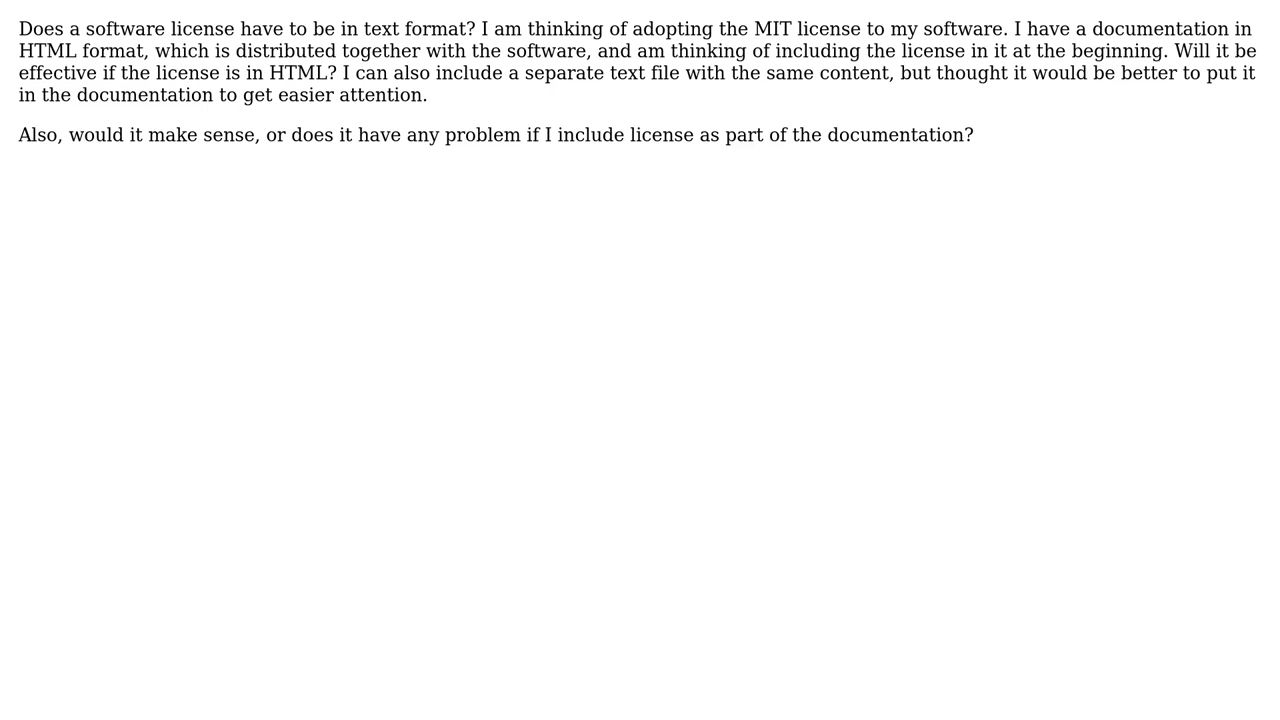 Does a software license have to be in text format? I am thinking of adopting the MIT license to my software. I have a documentation in
HTML format, which is distributed together with the software, and am thinking of including the license in it at the beginning. Will it be
effective if the license is in HTML? I can also include a separate text file with the same content, but thought it would be better to put it
in the documentation to get easier attention.
Also, would it make sense, or does it have any problem if I include license as part of the documentation?